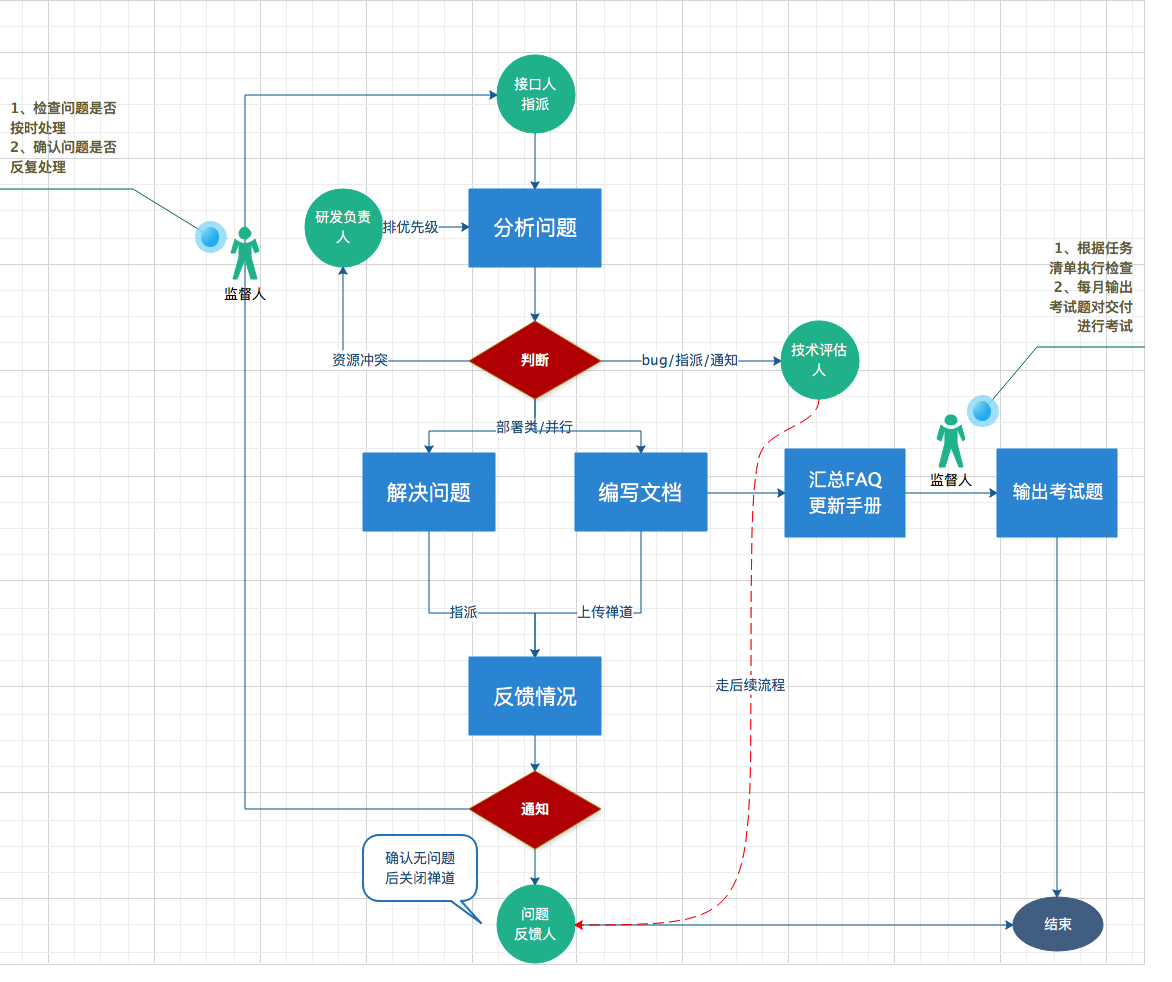 接口人
指派
1、检查问题是否
按时处理
2、确认问题是否
反复处理
研发负责
人
排优先级
分析问题
监督人
1、根据任务
清单执行检查
2、每月输出
考试题对交付
进行考试
资源冲突
判断
bug/指派/通知
技术评估
人
部署类/并行
解决问题
编写文档
汇总FAQ
更新手册
监督人
输出考试题
指派
上传禅道
反馈情况
走后续流程
通知
确认无问题
后关闭禅道
问题
反馈人
结束